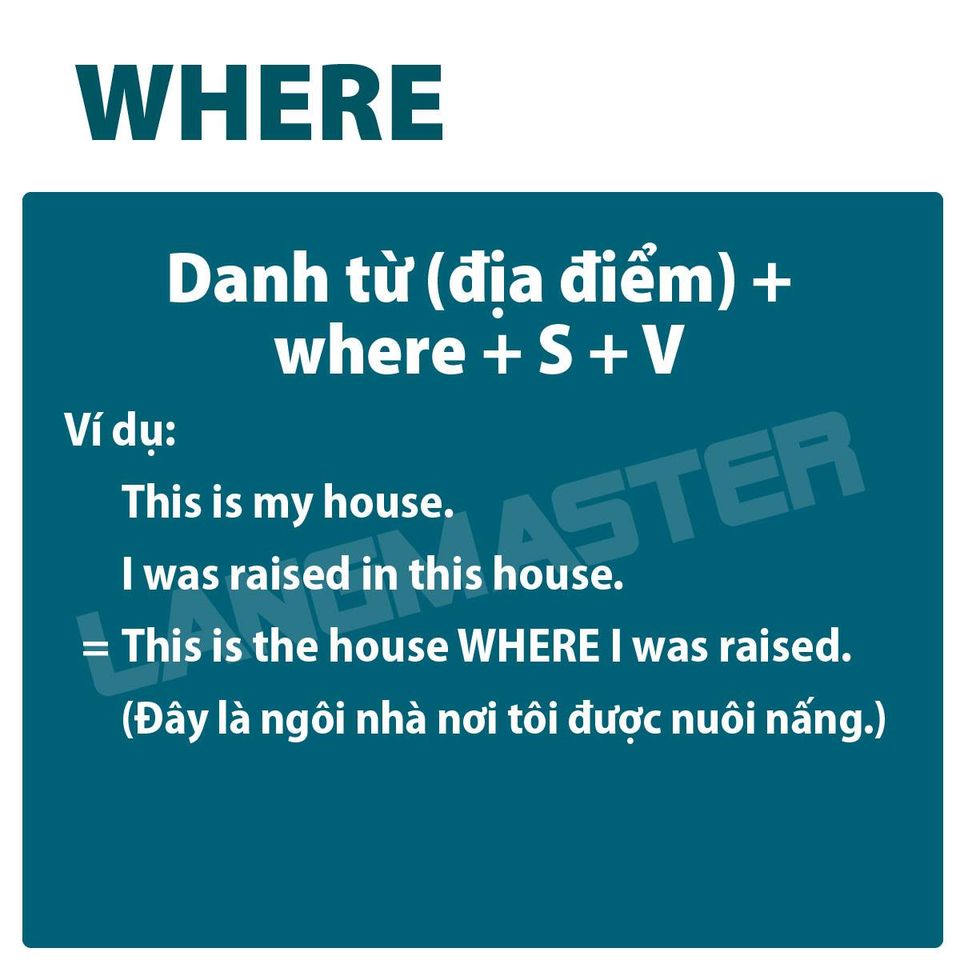 WHERE
Danh từ (địa điểm) +
where + S + V
Ví dụ:
This is my house.
I was raised in this house.
= This is the house WHERE I was raised.
(Đây là ngôi nhà nơi tôi được nuôi nấng.)
LANGMASTER